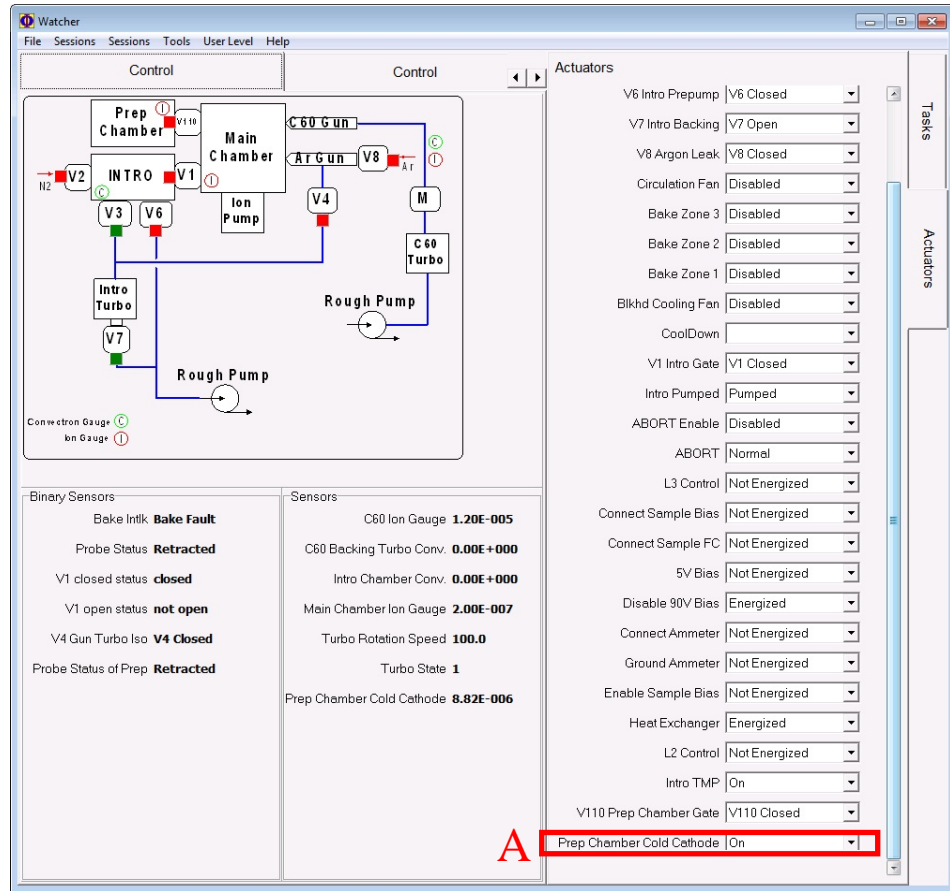 Watcher
File Sessions Sessions Tools User Level Help
Control
Control
Prep
Chamber
I
V110
Main
Chamber
C60 Gun
C
I
Ar Gun
V8
Ar
N2
V2
INTRO
V1
I
C
V3
V6
Ion
Pump
V4
M
C60
Turbo
Intro
Turbo
Rough Pump
V7
Rough Pump
Convectron Gauge C
Ion Gauge I
Binary Sensors
Bake Intlk Bake Fault
Probe Status Retracted
V1 closed status closed
V1 open status not open
V4 Gun Turbo Iso V4 Closed
Probe Status of Prep Retracted
Sensors
C60 Ion Gauge 1.20E-005
C60 Backing Turbo Conv. 0.00E+000
Intro Chamber Conv. 0.00E+000
Main Chamber Ion Gauge 2.00E-007
Turbo Rotation Speed 100.0
Turbo State 1
Prep Chamber Cold Cathode 8.82E-006
Actuators
V6 Intro Prepump V6 Closed
V7 Intro Backing V7 Open
V8 Argon Leak V8 Closed
Circulation Fan Disabled
Bake Zone 3 Disabled
Bake Zone 2 Disabled
Bake Zone 1 Disabled
Blkhd Cooling Fan Disabled
CoolDown
V1 Intro Gate V1 Closed
Intro Pumped Pumped
ABORT Enable Disabled
ABORT Normal
L3 Control Not Energized
Connect Sample Bias Not Energized
Connect Sample FC Not Energized
5V Bias Not Energized
Disable 90V Bias Energized
Connect Ammeter Not Energized
Ground Ammeter Not Energized
Enable Sample Bias Not Energized
Heat Exchanger Energized
L2 Control Not Energized
Intro TMP On
V110 Prep Chamber Gate V110 Closed
A
Prep Chamber Cold Cathode On
Tasks
Actuators